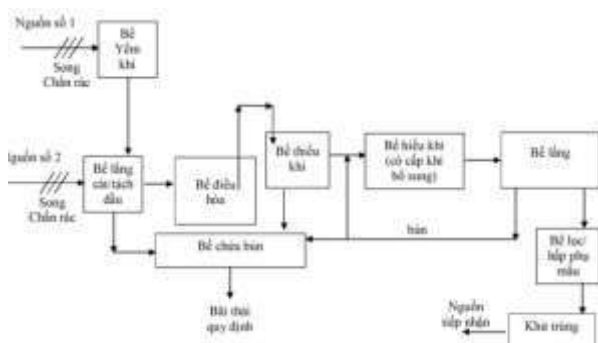 Nguồn số 1
Song
Chắn rác
Bể
Yếm
khí
Nguồn số 2
Song
Chắn rác
Bể lắng
cát/tách
dầu
Bể điều
hòa
Bể thiếu
khí
Bể hiếu khí
(có cấp khí
bổ sung)
Bể lắng
Bể chứa bùn
bùn
Bể lọc/
hấp phụ
màu
Bãi thải
quy định
Nguồn
tiếp nhận
Khử trùng